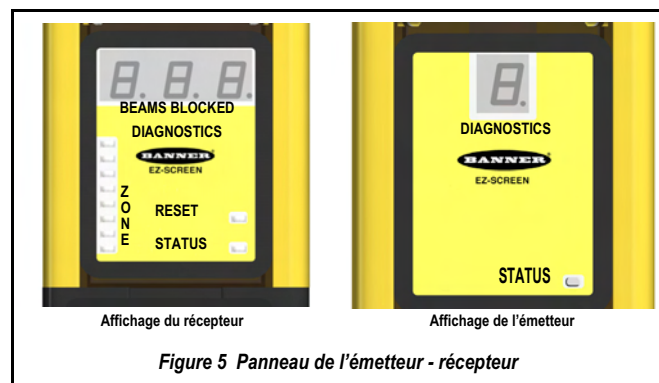 8.8.8.
BEAMS BLOCKED
DIAGNOSTICS
BANNER
EZ-SCREEN
ZONE
RESET
STATUS
Affichage du récepteur
8.
DIAGNOSTICS
BANNER
EZ-SCREEN
STATUS
Affichage de l’émetteur
Figure 5 Panneau de l’émetteur - récepteur